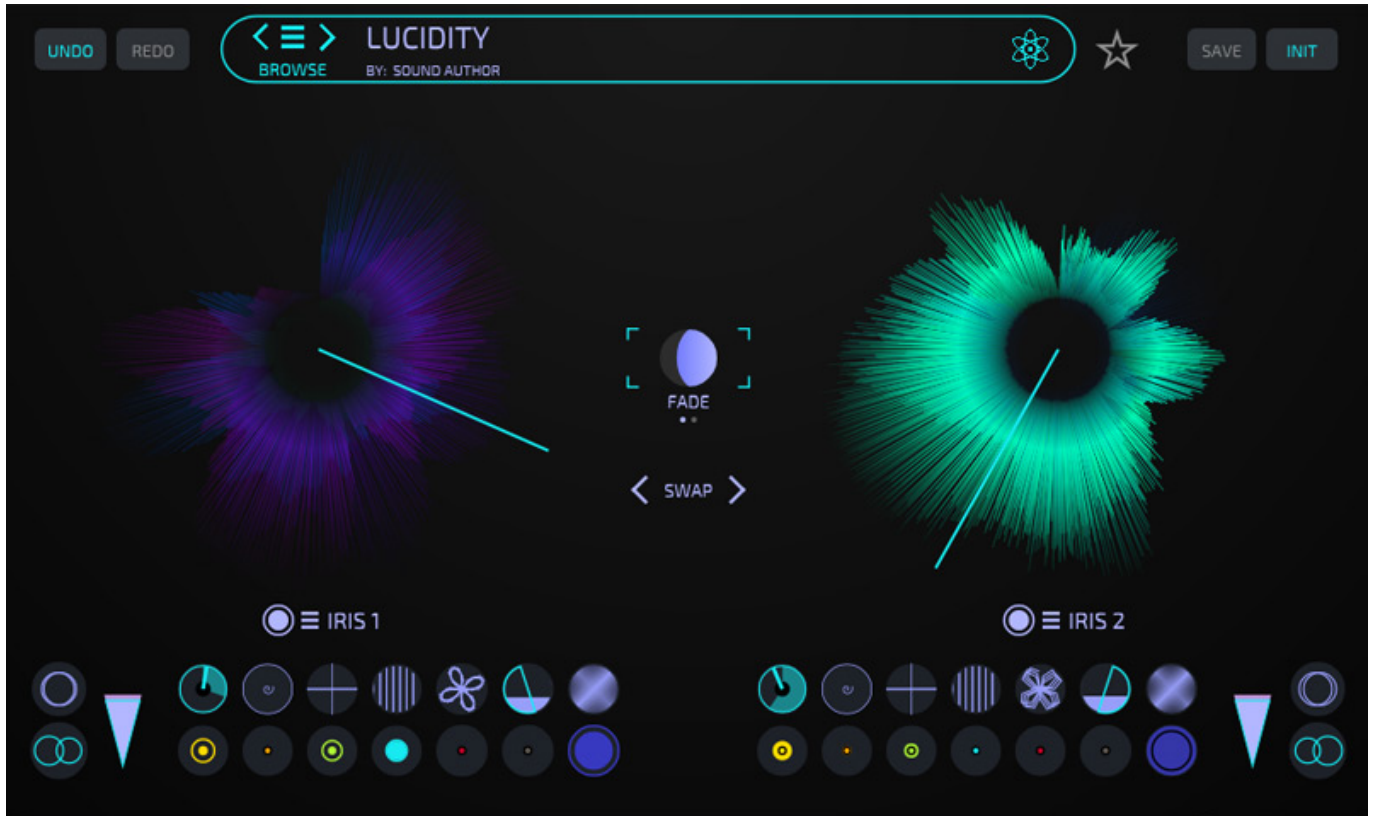 UNDO
REDO
BROWSE
LUCIDITY
BY: SOUND AUTHOR
SAVE
INIT
FADE
SWAP
IRIS 1
IRIS 2